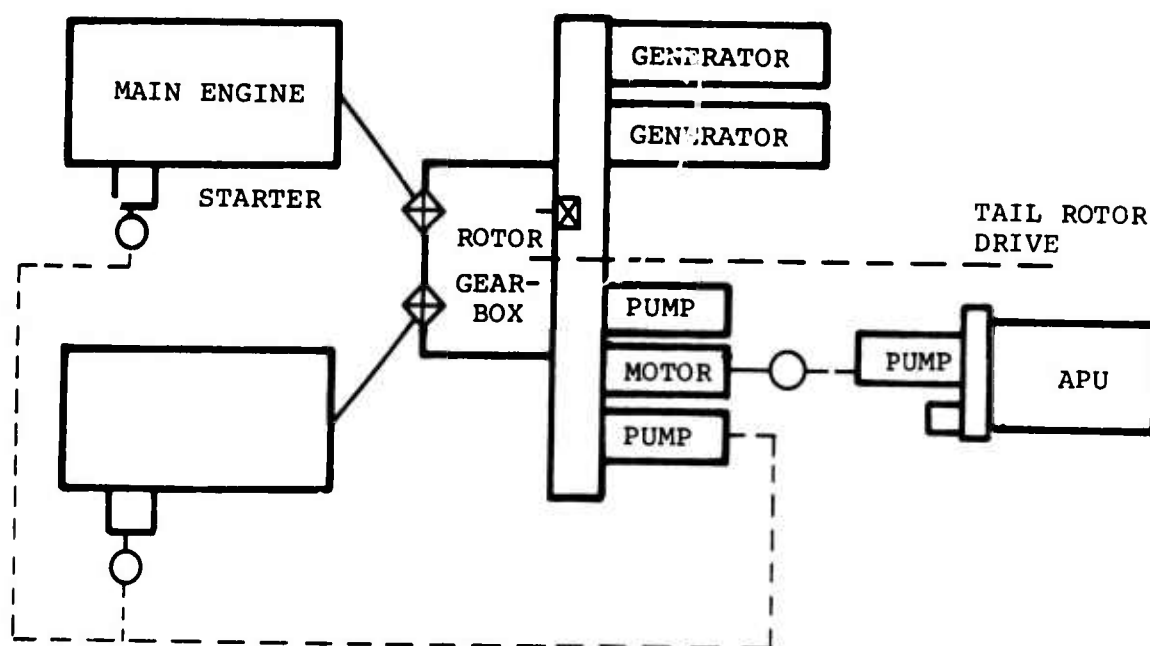 GENERATOR
MAIN ENGINE
GENERATOR
STARTER
TAIL ROTOR
DRIVE
ROTOR
GEAR-
BOX
PUMP
MOTOR
PUMP
PUMP
APU